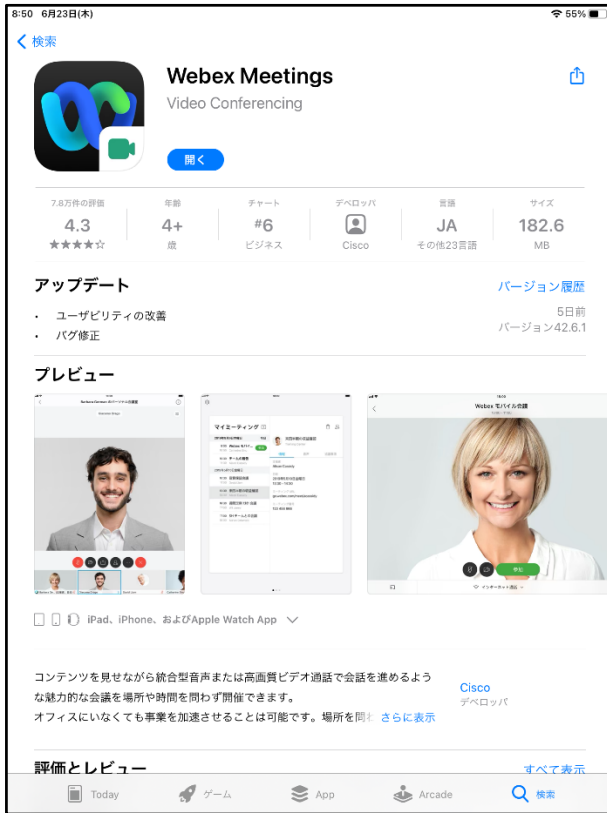 8:50 6月23日(木) 55%
検索
Webex Meetings
Video Conferencing
開く
7.8万件の評価 年齢 チャート デベロッパ 言語 サイズ
4.3 4+ #6 JA 182.6
★★★★☆ 歳 ビジネス Cisco その他23言語 MB
アップデート バージョン履歴
・ ユーザビリティの改善 5日前
・ バグ修正 バージョン42.6.1
プレビュー
マイミーティング
Webex モバイル会議
参加
iPad、iPhone、およびApple Watch App
コンテンツを見せながら統合型音声または高画質ビデオ通話で会話を進めるよう
な魅力的な会議を場所や時間を問わず開催できます。
Cisco
デベロッパ
オフィスにいなくても事業を加速させることは可能です。場所を問わ さらに表示
評価とレビュー すべて表示
Today ゲーム App Arcade 検索